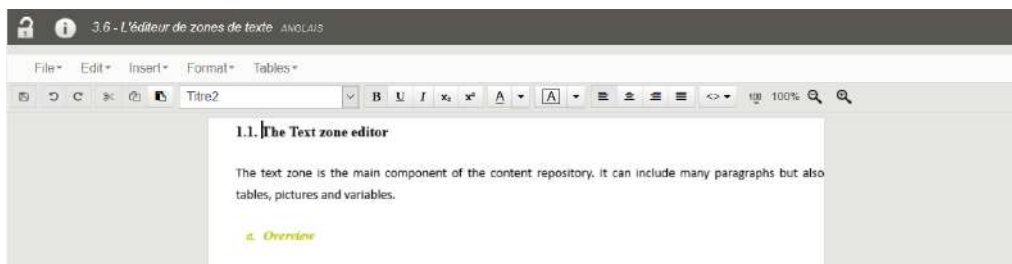 3.6 - L'éditeur de zones de texte ANGLAIS
File Edit Insert Format Tables
Titre2 B U I x₂ x² A A <> 100%
1.1. The Text zone editor
The text zone is the main component of the content repository. It can include many paragraphs but also
tables, pictures and variables.
a. Overview